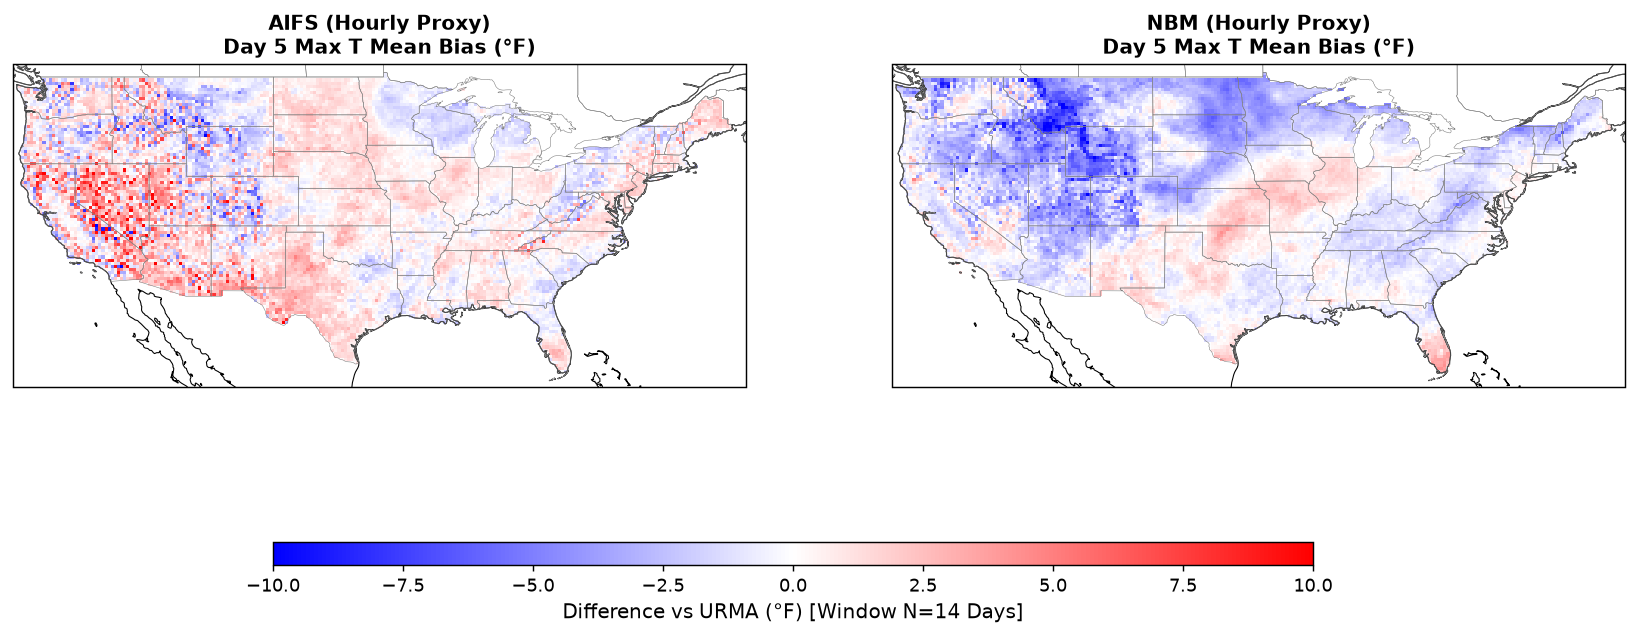 AIFS (Hourly Proxy)
Day 5 Max T Mean Bias (°F)
NBM (Hourly Proxy)
Day 5 Max T Mean Bias (°F)
−10.0 −7.5 −5.0 −2.5 0.0 2.5 5.0 7.5 10.0
Difference vs URMA (°F) [Window N=14 Days]